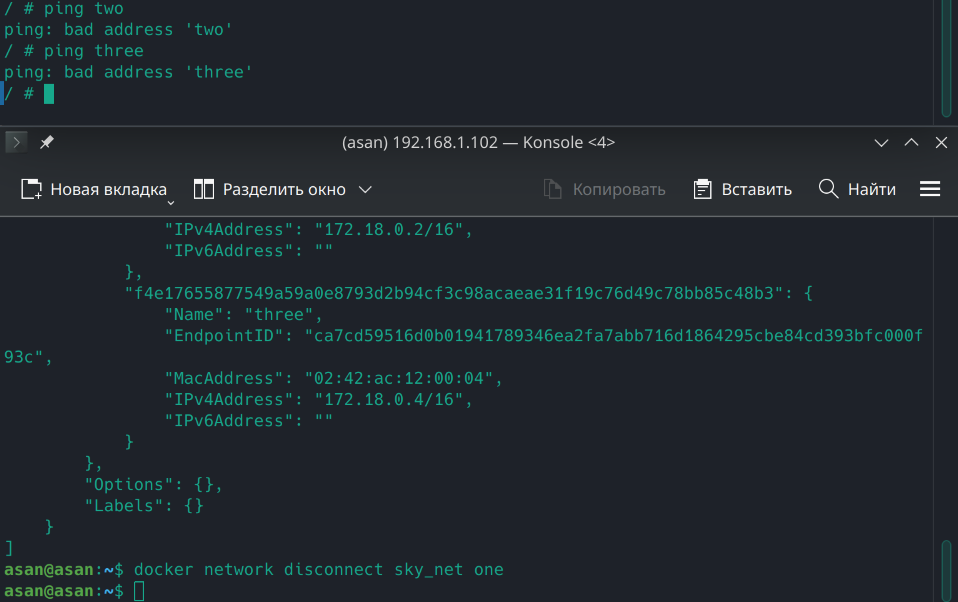 / # ping two
ping: bad address 'two'
/ # ping three
ping: bad address 'three'
/ #
(asan) 192.168.1.102 — Konsole <4>
Новая вкладка Разделить окно Копировать Вставить Найти
"IPv4Address": "172.18.0.2/16",
"IPv6Address": ""
},
"f4e17655877549a59a0e8793d2b94cf3c98acaeae31f19c76d49c78bb85c48b3": {
"Name": "three",
"EndpointID": "ca7cd59516d0b01941789346ea2fa7abb716d1864295cbe84cd393bfc000f
93c",
"MacAddress": "02:42:ac:12:00:04",
"IPv4Address": "172.18.0.4/16",
"IPv6Address": ""
}
},
"Options": {},
"Labels": {}
}
]
asan@asan:~$ docker network disconnect sky_net one
asan@asan:~$